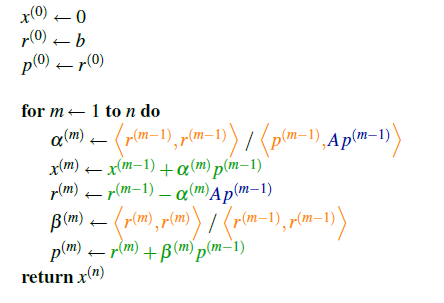 x⁽⁰⁾ ← 0
r⁽⁰⁾ ← b
p⁽⁰⁾ ← r⁽⁰⁾
for m ← 1 to n do
α⁽ᵐ⁾ ← ⟨r⁽ᵐ⁻¹⁾, r⁽ᵐ⁻¹⁾⟩ / ⟨p⁽ᵐ⁻¹⁾, Ap⁽ᵐ⁻¹⁾⟩
x⁽ᵐ⁾ ← x⁽ᵐ⁻¹⁾ + α⁽ᵐ⁾p⁽ᵐ⁻¹⁾
r⁽ᵐ⁾ ← r⁽ᵐ⁻¹⁾ − α⁽ᵐ⁾Ap⁽ᵐ⁻¹⁾
β⁽ᵐ⁾ ← ⟨r⁽ᵐ⁾, r⁽ᵐ⁾⟩ / ⟨r⁽ᵐ⁻¹⁾, r⁽ᵐ⁻¹⁾⟩
p⁽ᵐ⁾ ← r⁽ᵐ⁾ + β⁽ᵐ⁾p⁽ᵐ⁻¹⁾
return x⁽ⁿ⁾